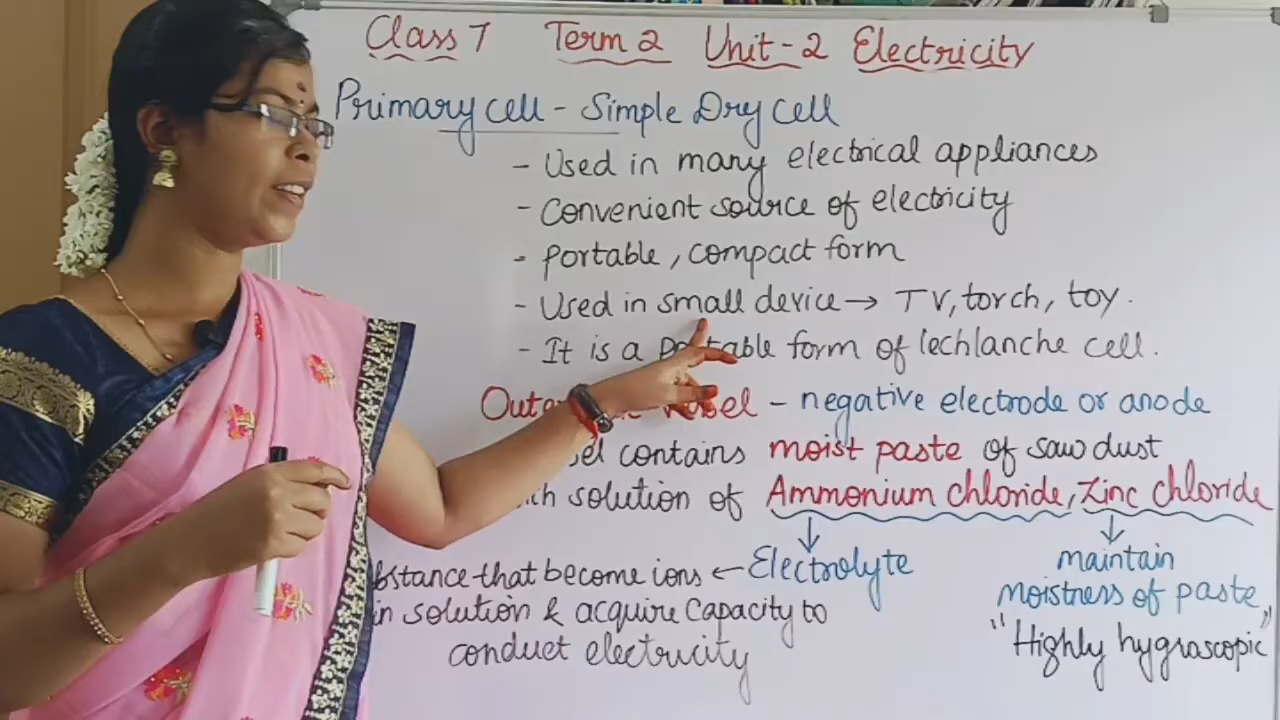 Class 7 Term 2 Unit-2 Electricity
Primary cell - Simple Dry cell
- Used in many electrical appliances
- Convenient source of electricity
- Portable, compact form
- Used in small device → TV, torch, toy.
- It is a form of lechlanche cell.
- negative electrode or anode
contains moist paste of saw dust
solution of Ammonium chloride, Zinc chloride
that become ions ← Electrolyte
in solution & acquire capacity to
conduct electricity
maintain
moistness of paste
"Highly hygrascopic"